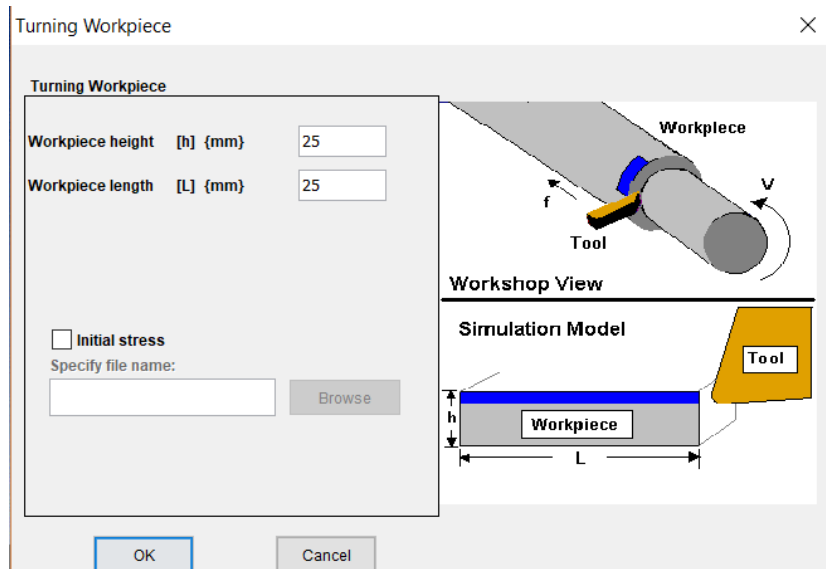 Turning Workpiece
Turning Workpiece
Workpiece height [h] {mm} 25
Workpiece length [L] {mm} 25
Initial stress
Specify file name:
Browse
OK Cancel
Workpiece
f
V
Tool
Workshop View
Simulation Model
Tool
h
Workpiece
L